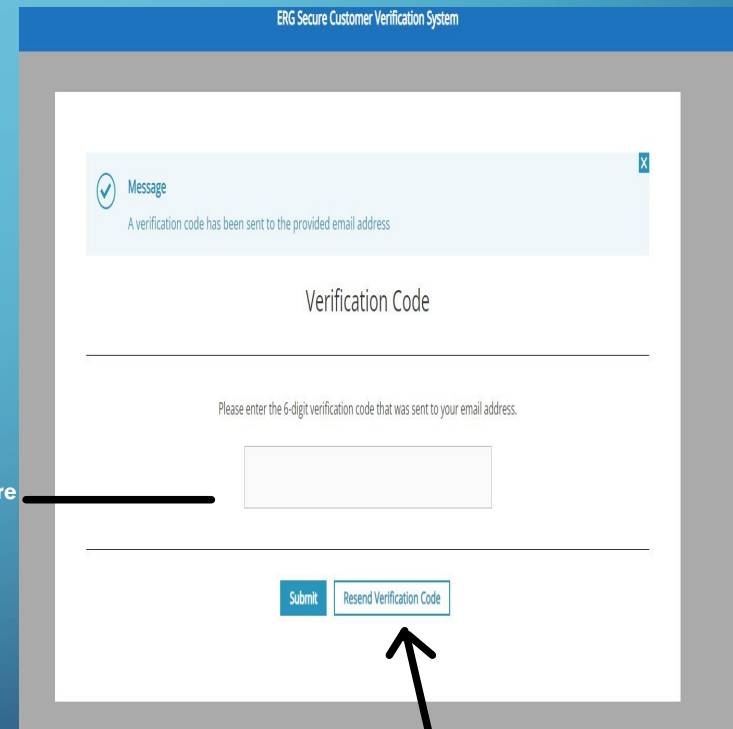 ERG Secure Customer Verification System
X
Message
A verification code has been sent to the provided email address
Verification Code
Please enter the 6-digit verification code that was sent to your email address.
Submit Resend Verification Code